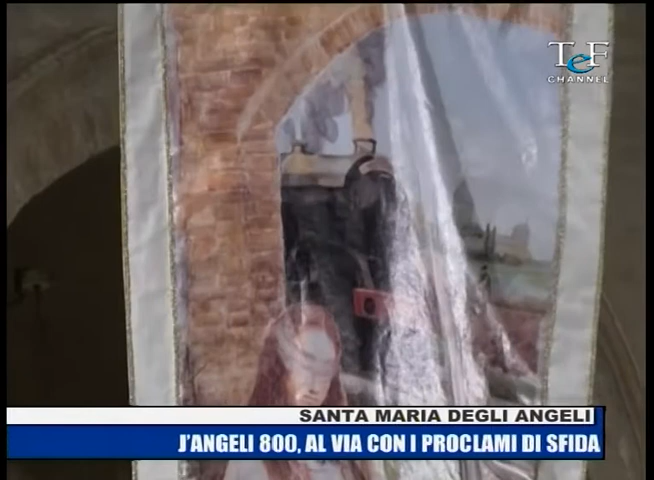 TeF
CHANNEL
SANTA MARIA DEGLI ANGELI
J'ANGELI 800, AL VIA CON I PROCLAMI DI SFIDA